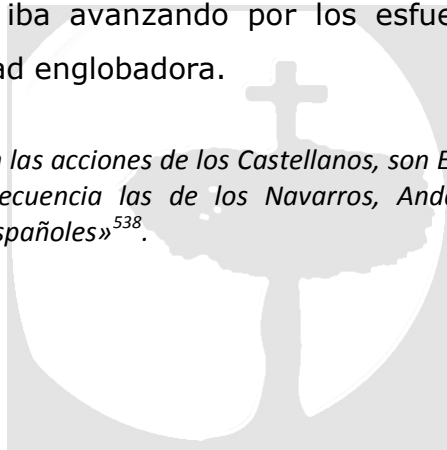 iba avanzando por los esfue
ad englobadora.
las acciones de los Castellanos, son E
ecuencia las de los Navarros, Anda
spañoles»538.